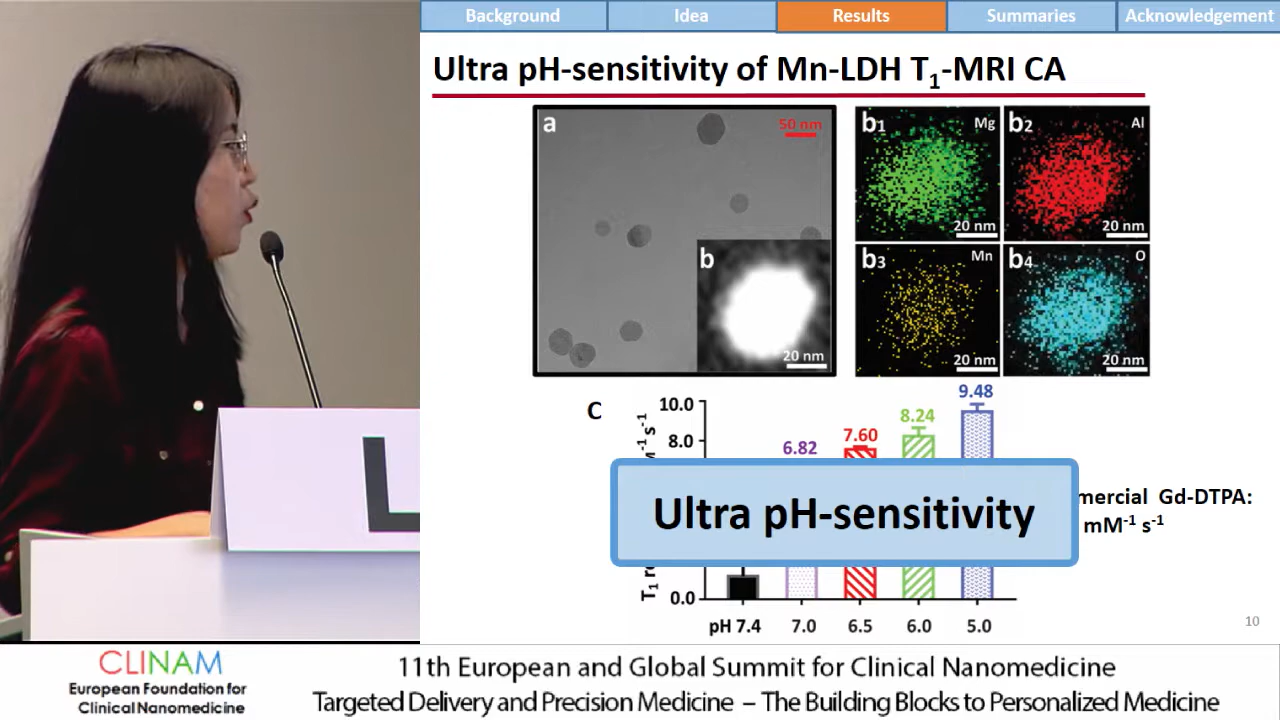 Background Idea Results Summaries Acknowledgement
Ultra pH-sensitivity of Mn-LDH T₁-MRI CA
a 50 nm
b 20 nm
b1 Mg 20 nm
b2 Al 20 nm
b3 Mn 20 nm
b4 O 20 nm
C
10.0
8.0
0.0
T₁
s⁻¹
6.82
7.60
8.24
9.48
Ultra pH-sensitivity
Gd-DTPA:
mM⁻¹ s⁻¹
pH 7.4 7.0 6.5 6.0 5.0
10
L
CLINAM
European Foundation for
Clinical Nanomedicine
11th European and Global Summit for Clinical Nanomedicine
Targeted Delivery and Precision Medicine – The Building Blocks to Personalized Medicine